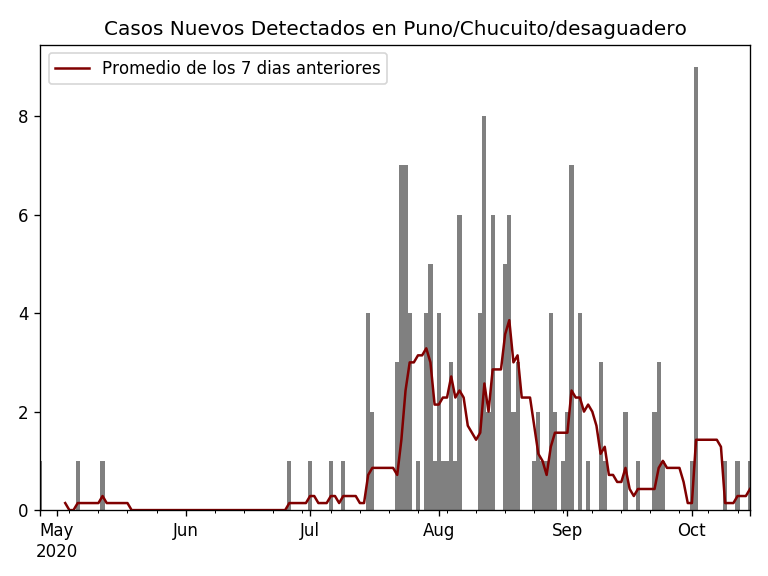 Casos Nuevos Detectados en Puno/Chucuito/desaguadero
Promedio de los 7 dias anteriores
8
6
4
2
0
May Jun Jul Aug Sep Oct
2020